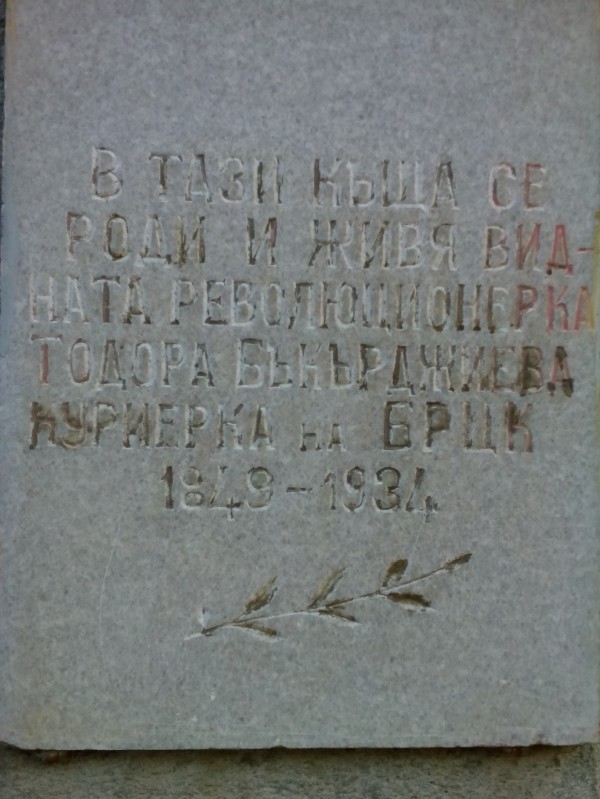 В ТАЗИ КЪЩА СЕ
РОДИ И ЖИВЯ ВИД-
НАТА РЕВОЛЮЦИОНЕРКА
ТОДОРА БЪКЪРДЖИЕВА
КУРИЕРКА НА БРЦК
1849-1934